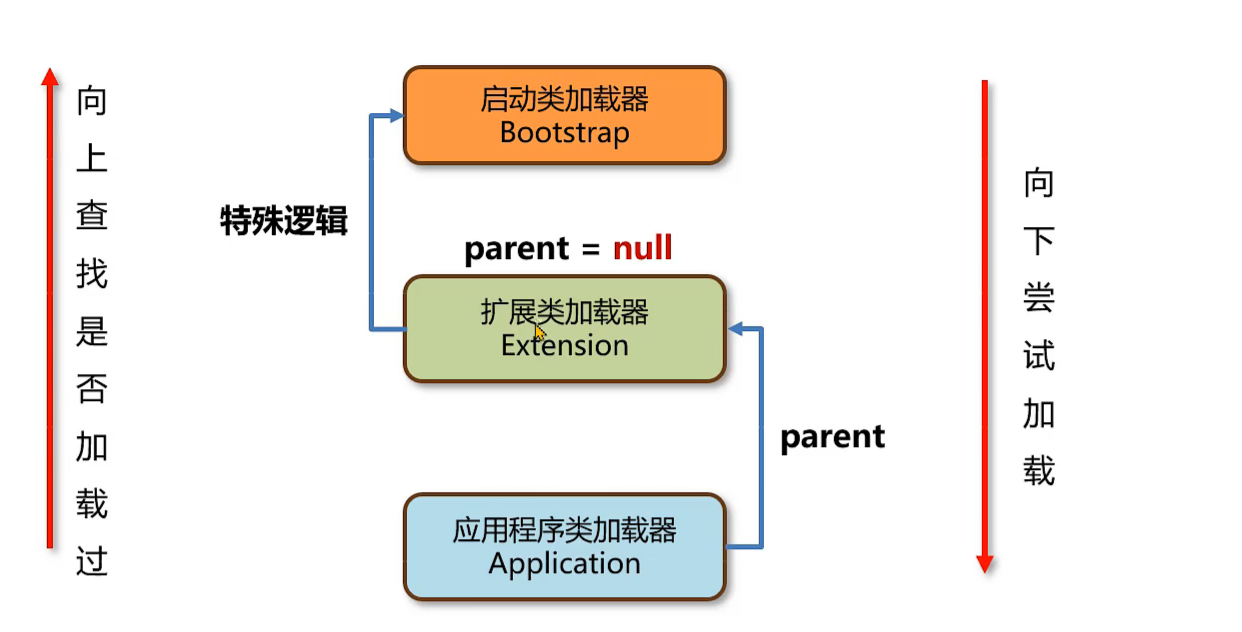 向上查找是否加载过
启动类加载器
Bootstrap
特殊逻辑
parent = null
扩展类加载器
Extension
parent
应用程序类加载器
Application
向下尝试加载